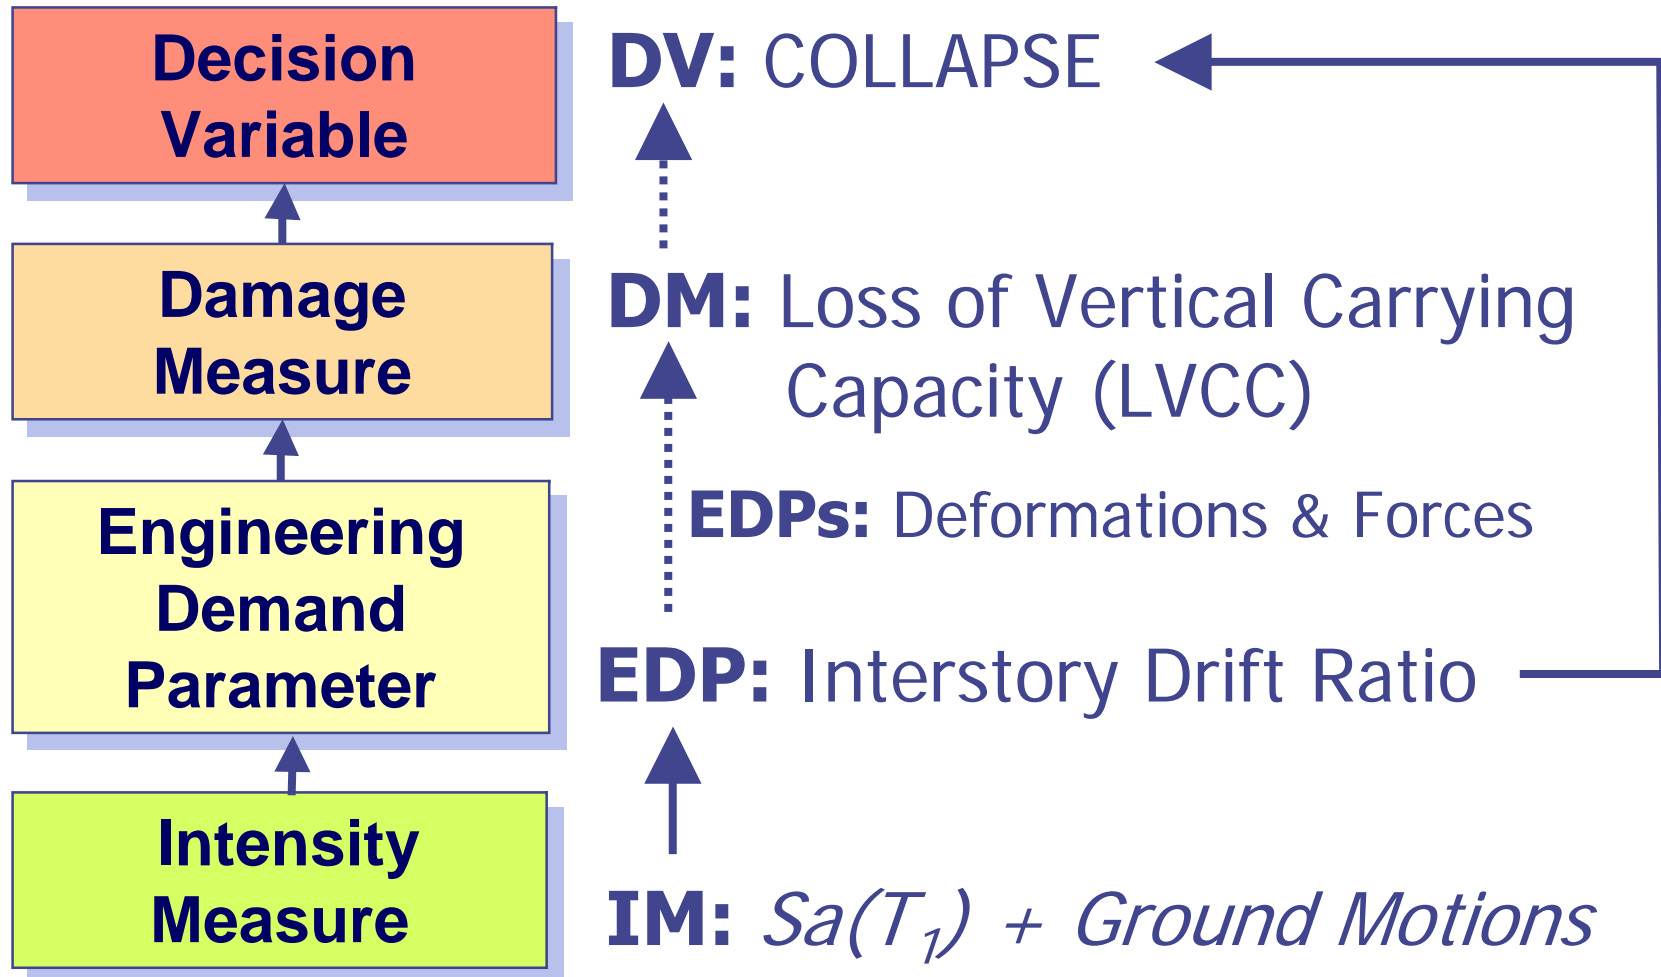 Decision
Variable
DV: COLLAPSE
Damage
Measure
DM: Loss of Vertical Carrying
Capacity (LVCC)
Engineering
Demand
Parameter
EDPs: Deformations & Forces
EDP: Interstory Drift Ratio
Intensity
Measure
IM: Sa(T₁) + Ground Motions